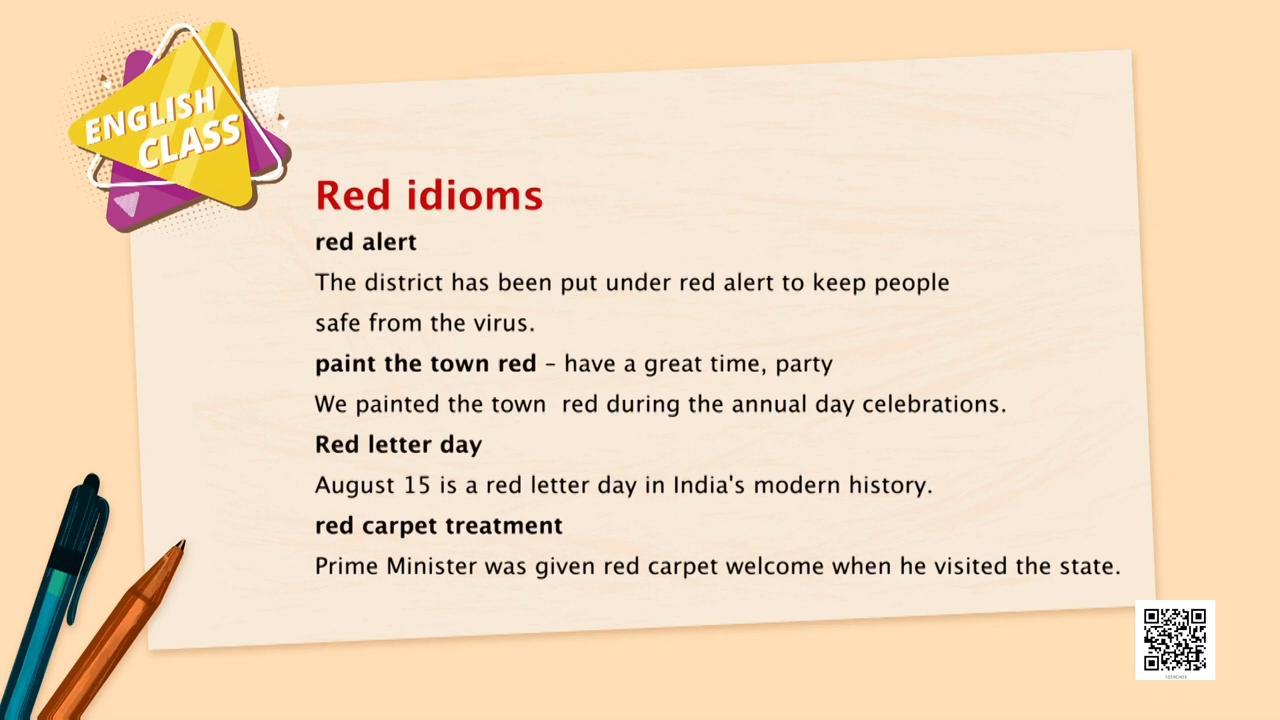 ENGLISH
CLASS
Red idioms
red alert
The district has been put under red alert to keep people
safe from the virus.
paint the town red – have a great time, party
We painted the town  red during the annual day celebrations.
Red letter day
August 15 is a red letter day in India's modern history.
red carpet treatment
Prime Minister was given red carpet welcome when he visited the state.